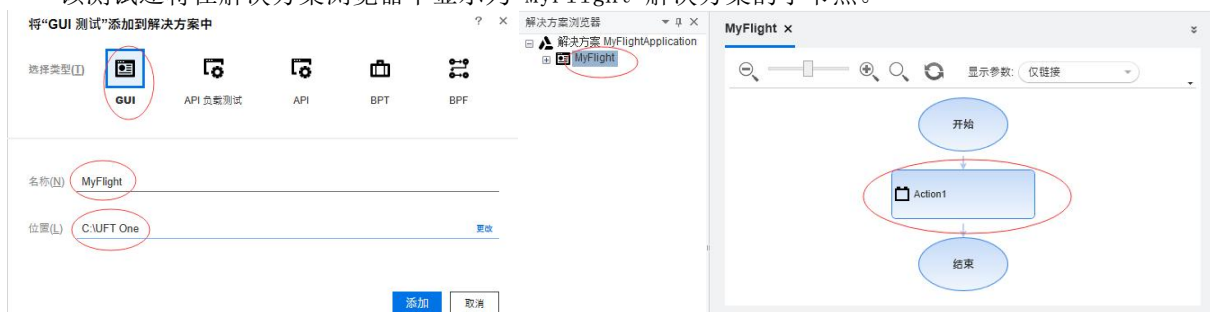 该测试还将在解决方案浏览器中显示为 MyFlight 解决方案的子节点。
将“GUI 测试”添加到解决方案中
? ×
选择类型(T)
GUI
API 负载测试
API
BPT
BPF
名称(N) MyFlight
位置(L) C:\UFT One
更改
添加
取消
解决方案浏览器
解决方案 MyFlightApplication
MyFlight
MyFlight ×
显示参数: 仅链接
开始
Action1
结束